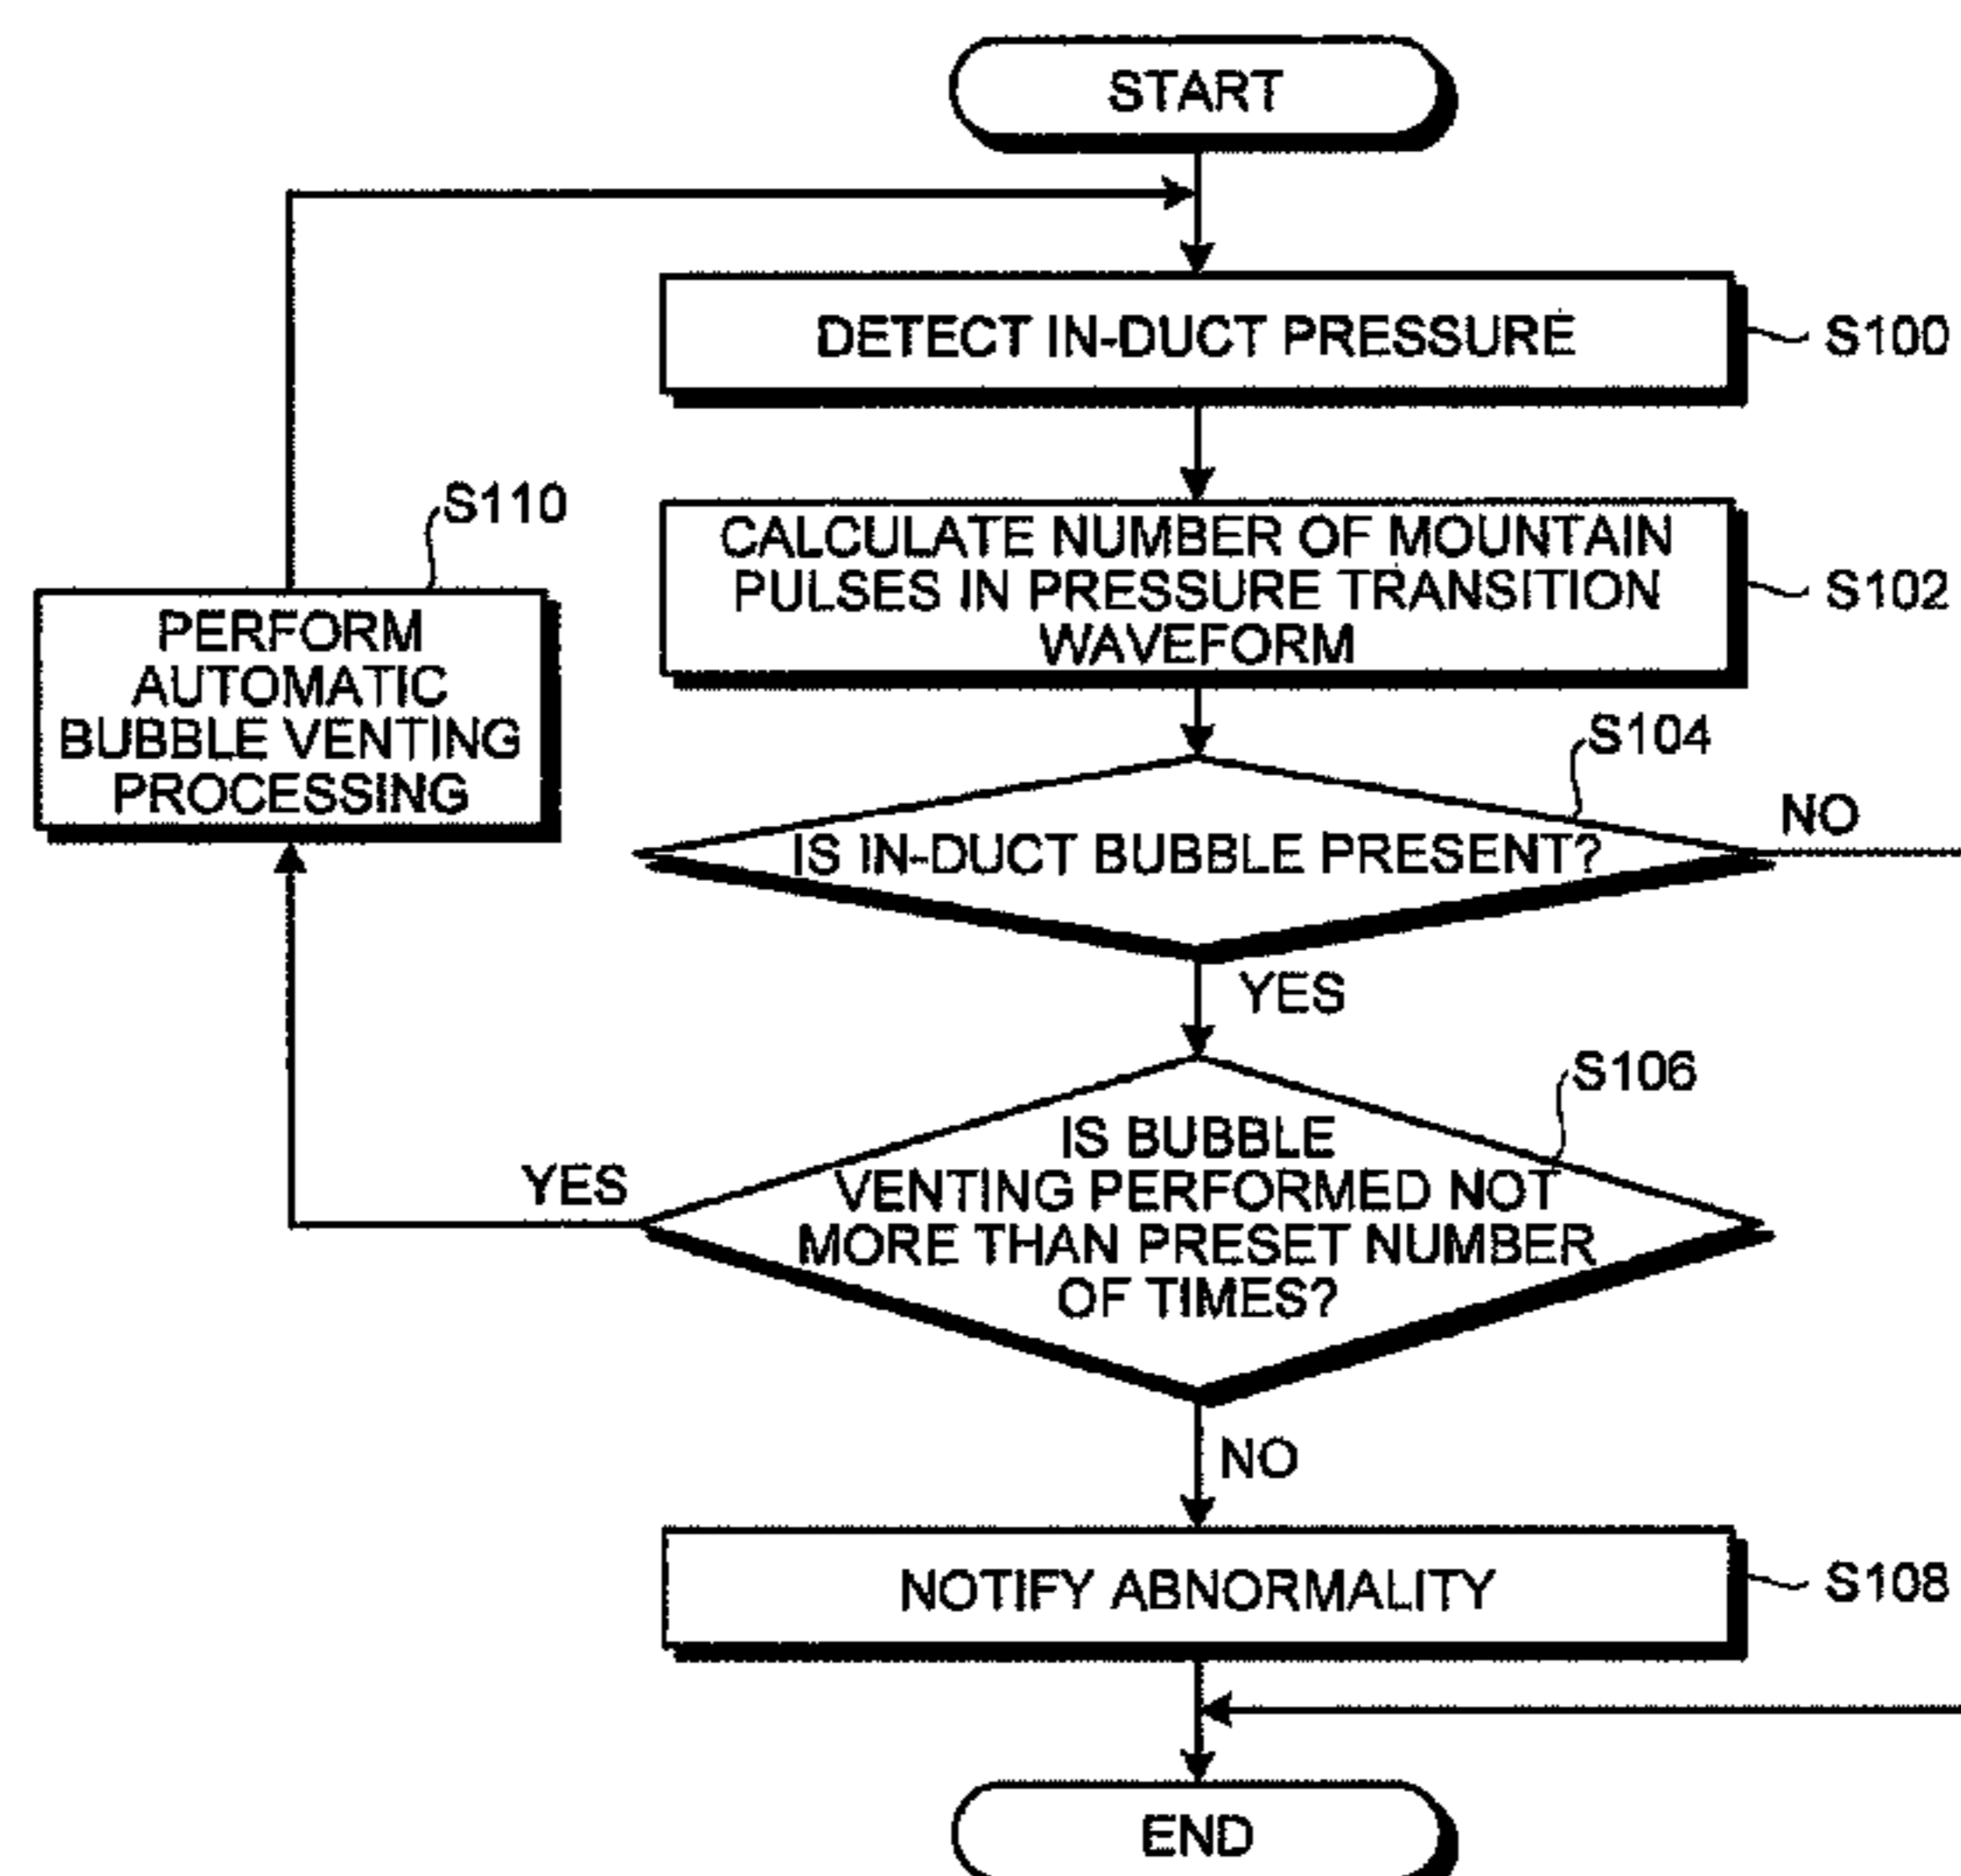 START
DETECT IN-DUCT PRESSURE
S100
S110
CALCULATE NUMBER OF MOUNTAIN
PULSES IN PRESSURE TRANSITION
WAVEFORM
S102
PERFORM
AUTOMATIC
BUBBLE VENTING
PROCESSING
S104
NO
IS IN-DUCT BUBBLE PRESENT?
YES
S106
IS BUBBLE
VENTING PERFORMED NOT
MORE THAN PRESET NUMBER
OF TIMES?
YES
NO
NOTIFY ABNORMALITY
S108
END